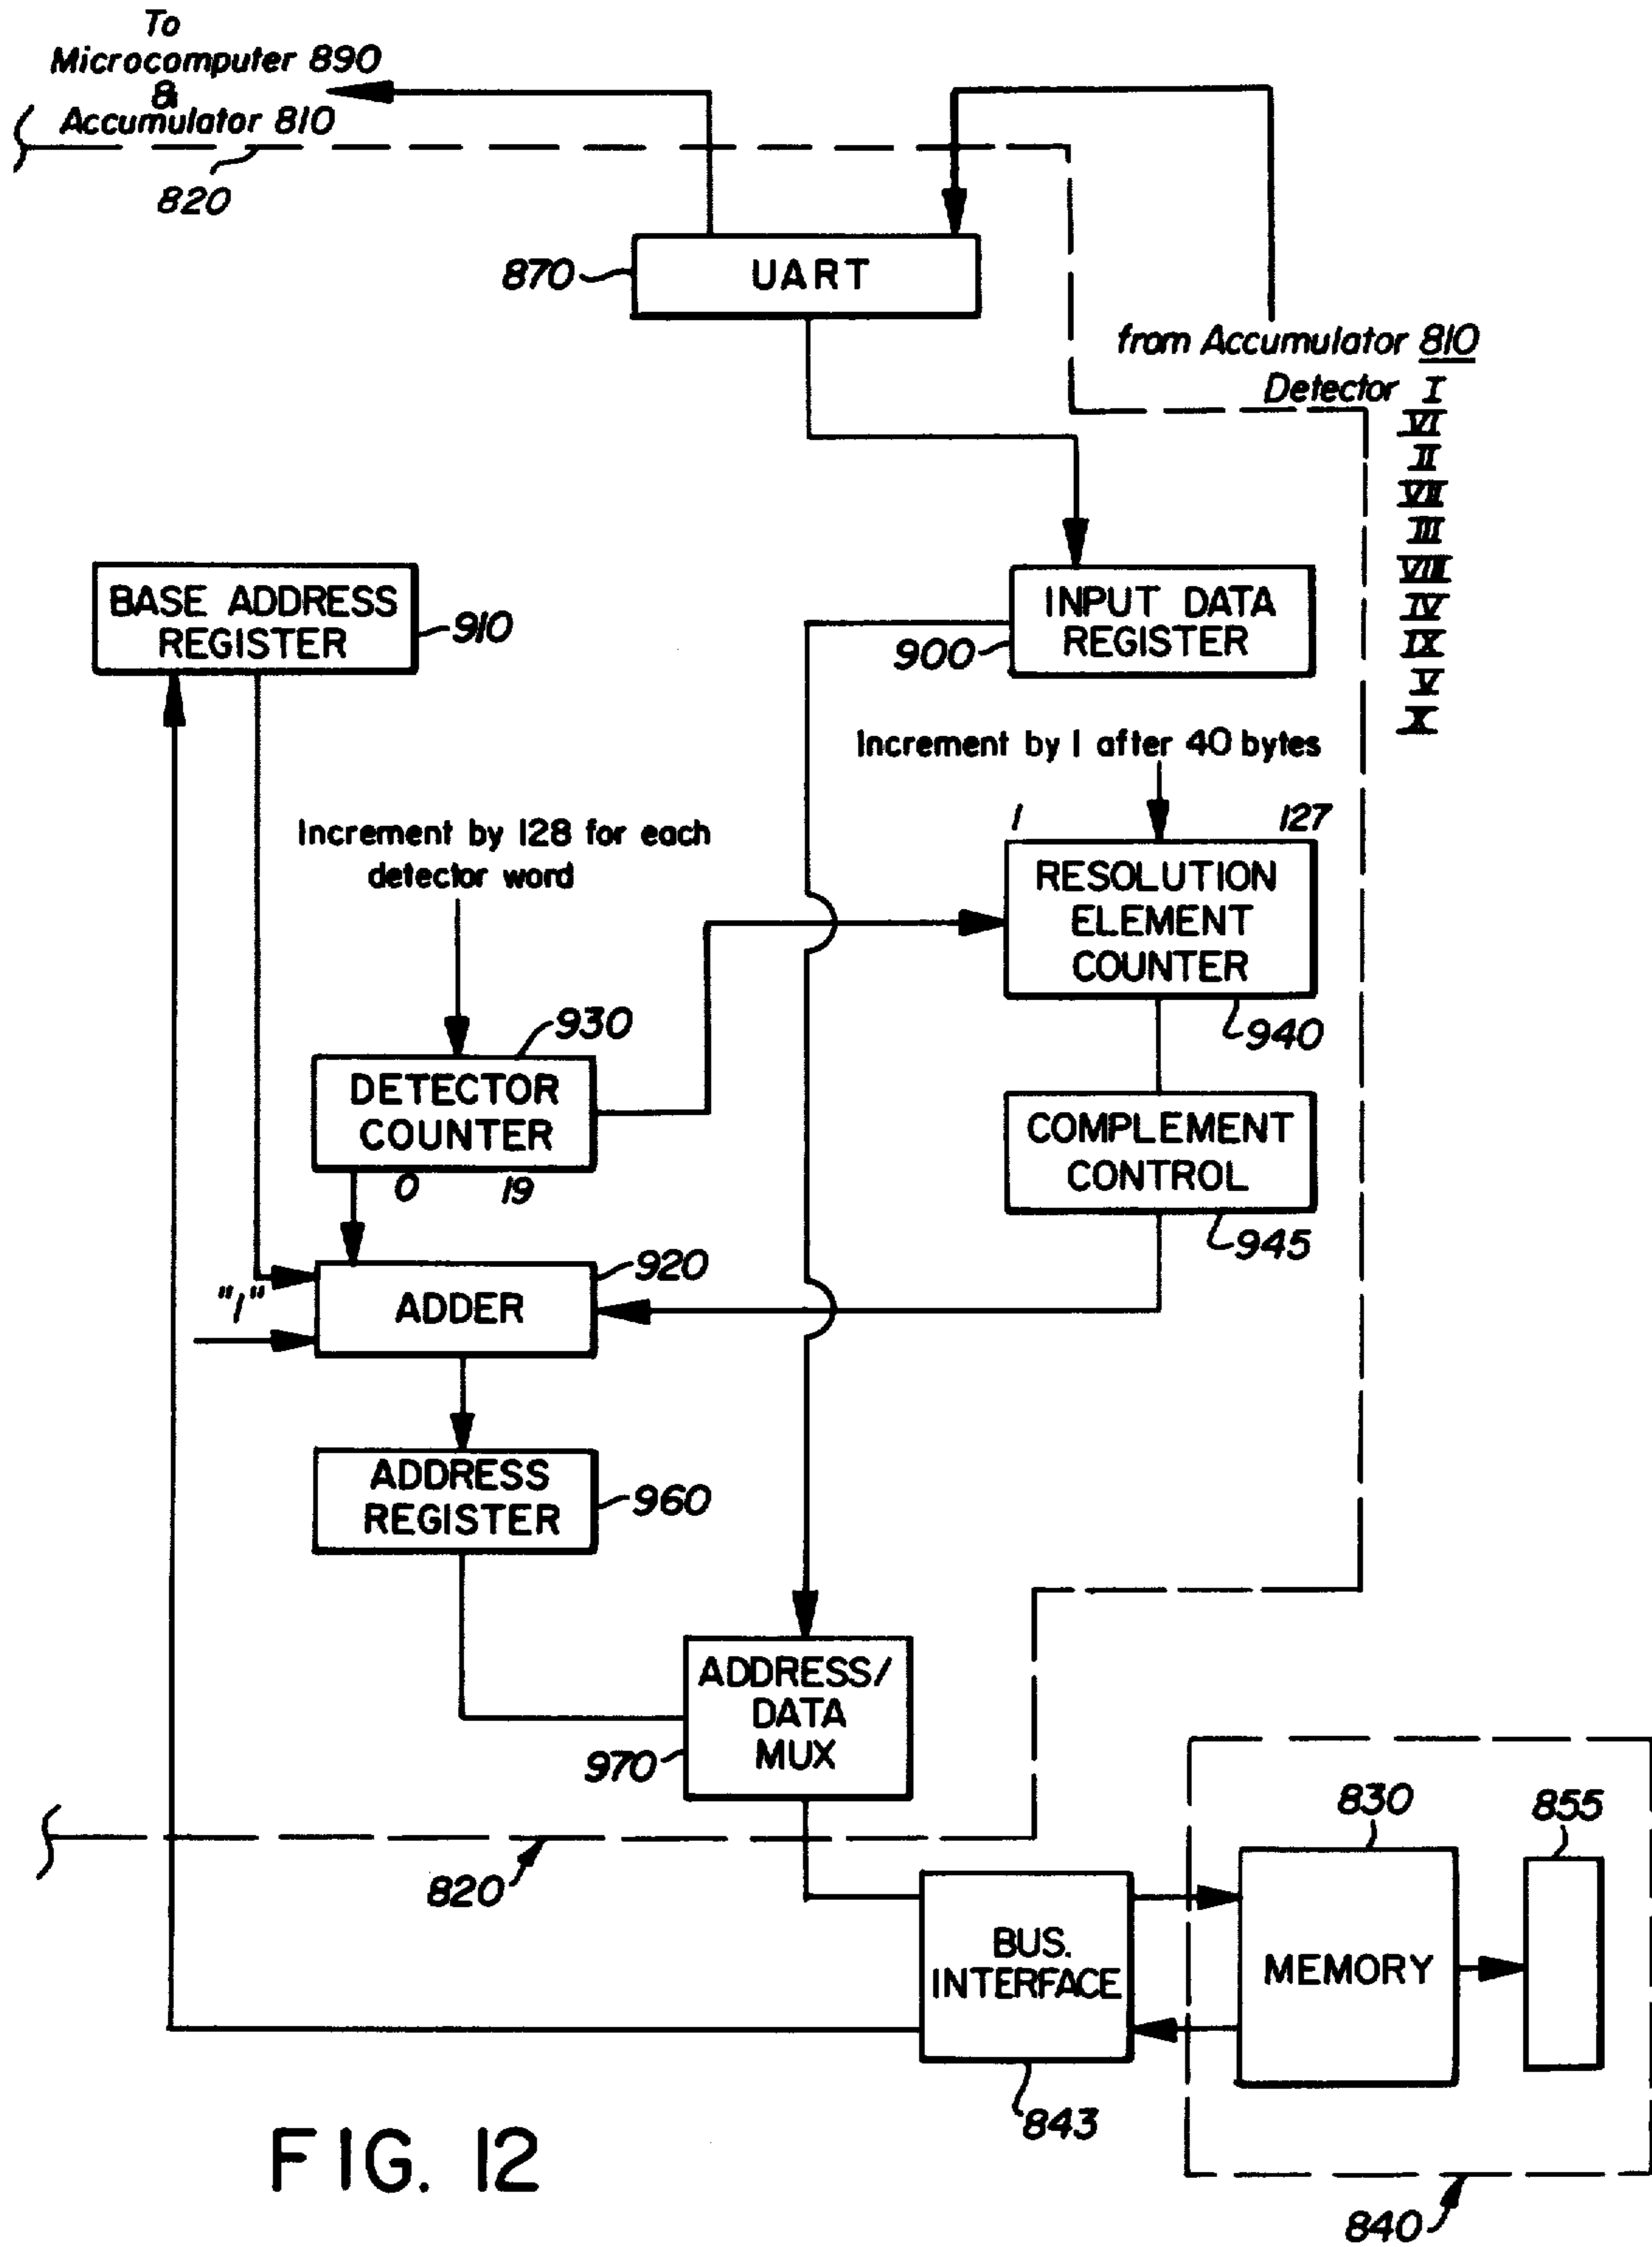 To
Microcomputer 890
&
Accumulator 810
820
870
UART
from Accumulator 810
Detector I
VI
II
VII
III
VIII
IV
IX
V
X
BASE ADDRESS
REGISTER
910
INPUT DATA
REGISTER
900
Increment by 1 after 40 bytes
1 127
Increment by 128 for each
detector word
RESOLUTION
ELEMENT
COUNTER
940
930
DETECTOR
COUNTER
0 19
COMPLEMENT
CONTROL
945
920
"1"
ADDER
ADDRESS
REGISTER
960
ADDRESS/
DATA
MUX
970
820
830
855
BUS.
INTERFACE
MEMORY
843
840
FIG. 12